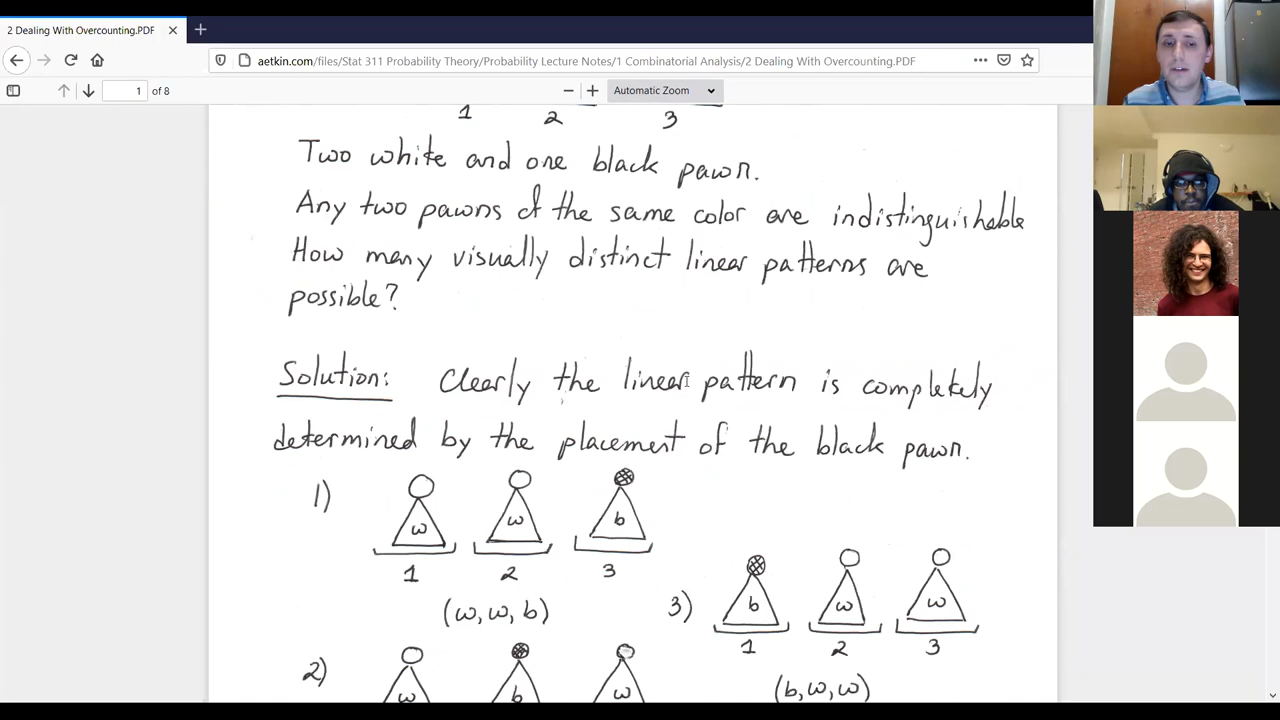 2 Dealing With Overcounting.PDF
aetkin.com/files/Stat 311 Probability Theory/Probability Lecture Notes/1 Combinatorial Analysis/2 Dealing With Overcounting.PDF
1 of 8
Automatic Zoom
1 2 3
Two white and one black pawn.
Any two pawns of the same color are indistinguishable
How many visually distinct linear patterns are
possible?
Solution: Clearly the linear pattern is completely
determined by the placement of the black pawn.
1) w w b
1 2 3
(w, w, b)
3) b w w
1 2 3
(b, w, w)
2) w b w